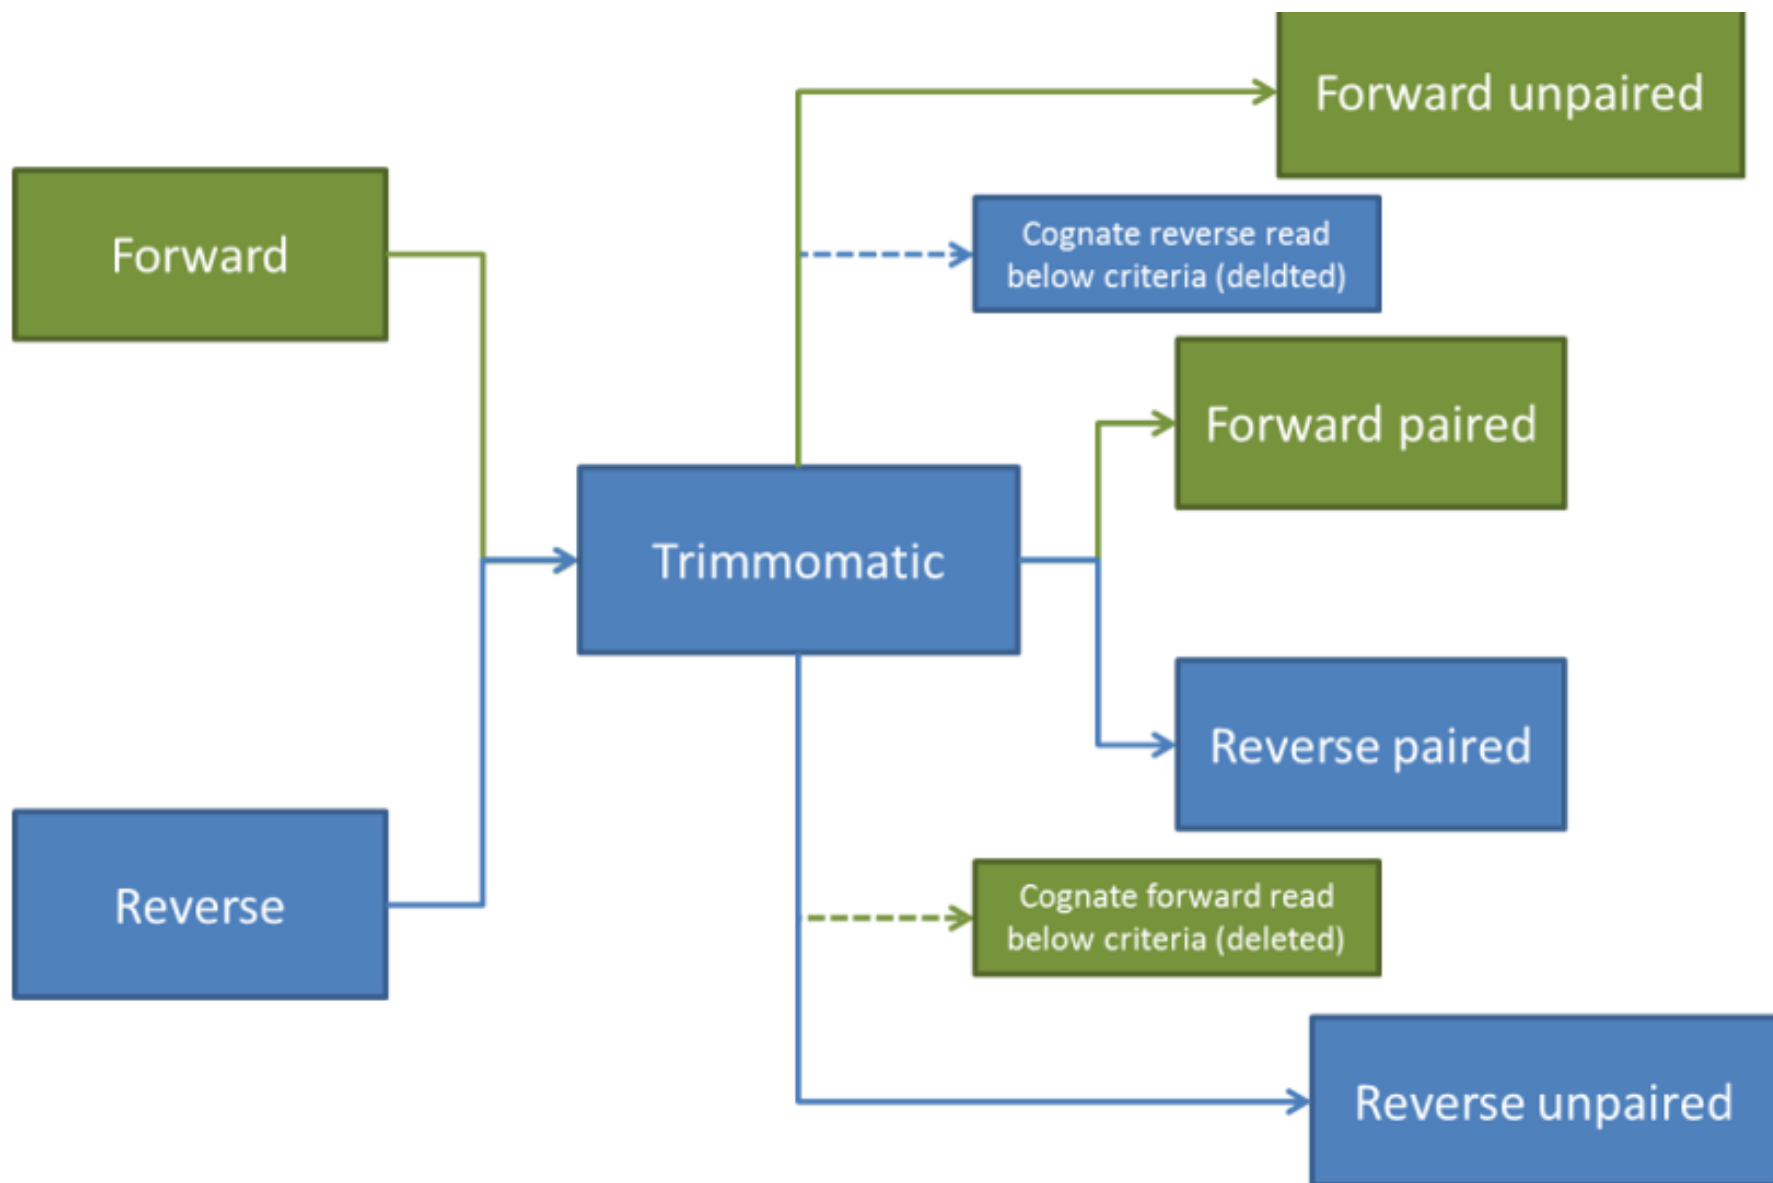 Forward unpaired
Forward
Cognate reverse read
below criteria (deldted)
Forward paired
Trimmomatic
Reverse paired
Reverse
Cognate forward read
below criteria (deleted)
Reverse unpaired